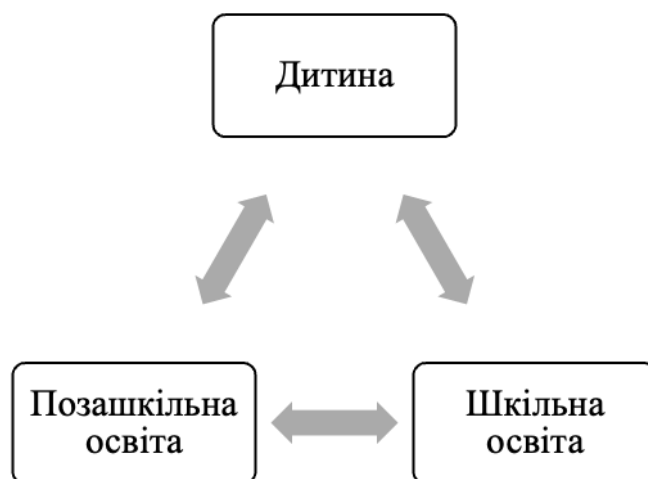 Дитина
Позашкільна
освіта
Шкільна
освіта